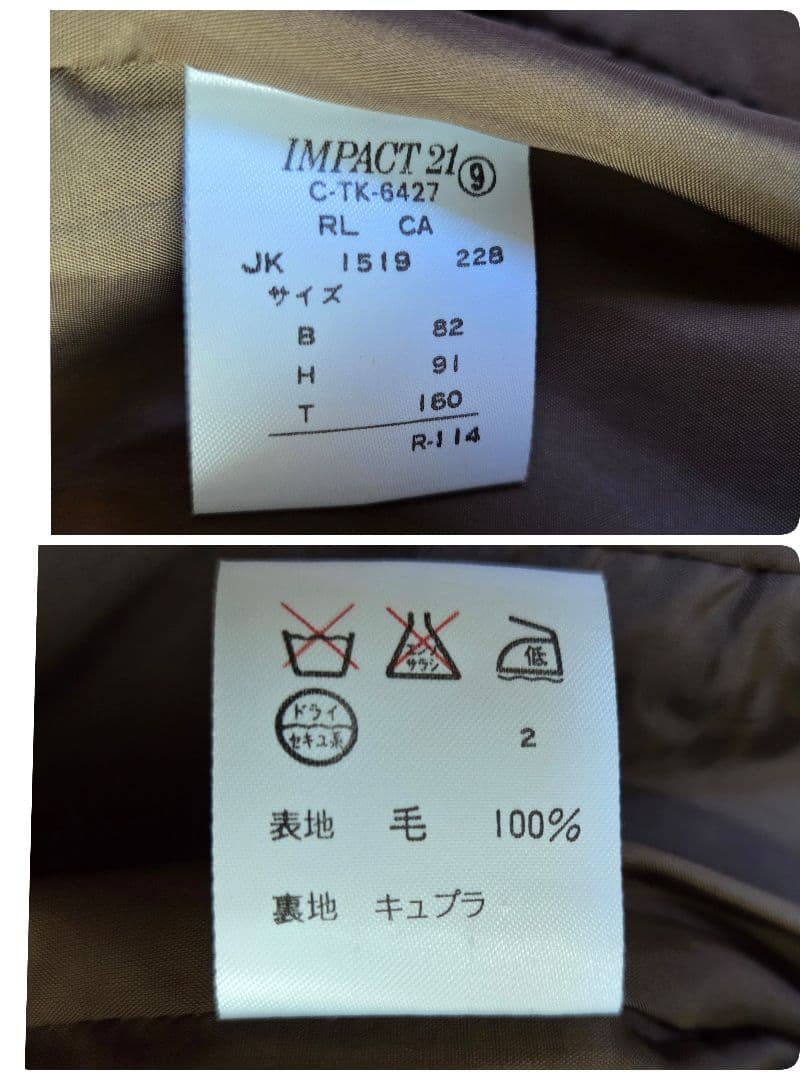 IMPACT 21 ⑨
C-TK-6427
RL CA
JK 1519 228
サイズ
B 82
H 91
T 160
R-114
エンソ
サラシ
低
ドライ
セキユ系
2
表地 毛 100%
裏地 キュプラ